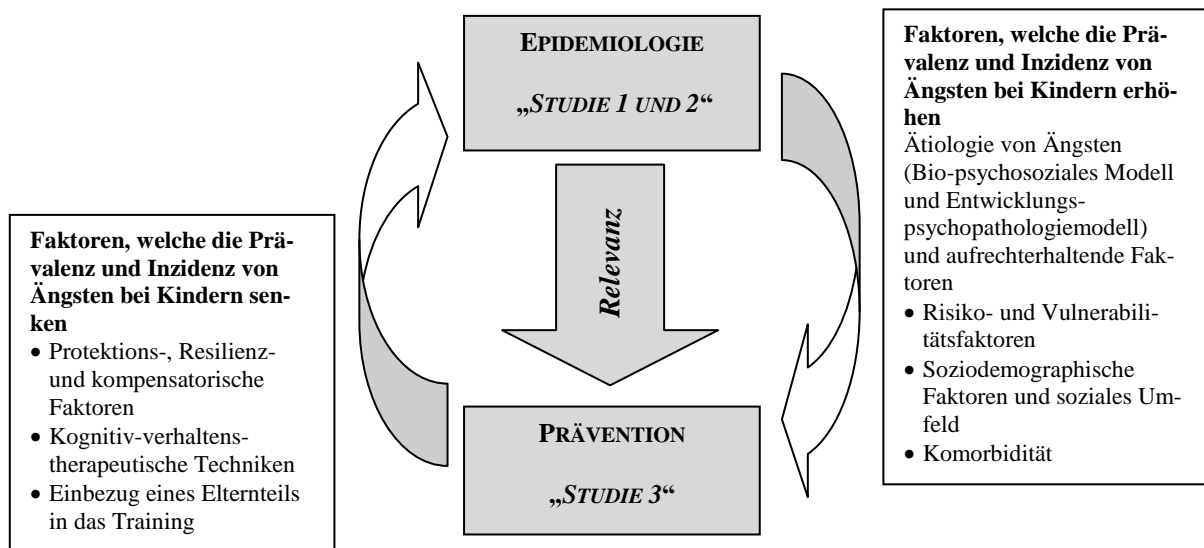 EPIDEMIOLOGIE
„STUDIE 1 UND 2“
Relevanz
PRÄVENTION
„STUDIE 3“
Faktoren, welche die Prä-
valenz und Inzidenz von
Ängsten bei Kindern erhö-
hen
Ätiologie von Ängsten
(Bio-psychosoziales Modell
und Entwicklungs-
psychopathologiemodell)
und aufrechterhaltende Fak-
toren
• Risiko- und Vulnerabili-
tätsfaktoren
• Soziodemographische
Faktoren und soziales Um-
feld
• Komorbidität
Faktoren, welche die Prä-
valenz und Inzidenz von
Ängsten bei Kindern sen-
ken
• Protektions-, Resilienz-
und kompensatorische
Faktoren
• Kognitiv-verhaltens-
therapeutische Techniken
• Einbezug eines Elternteils
in das Training